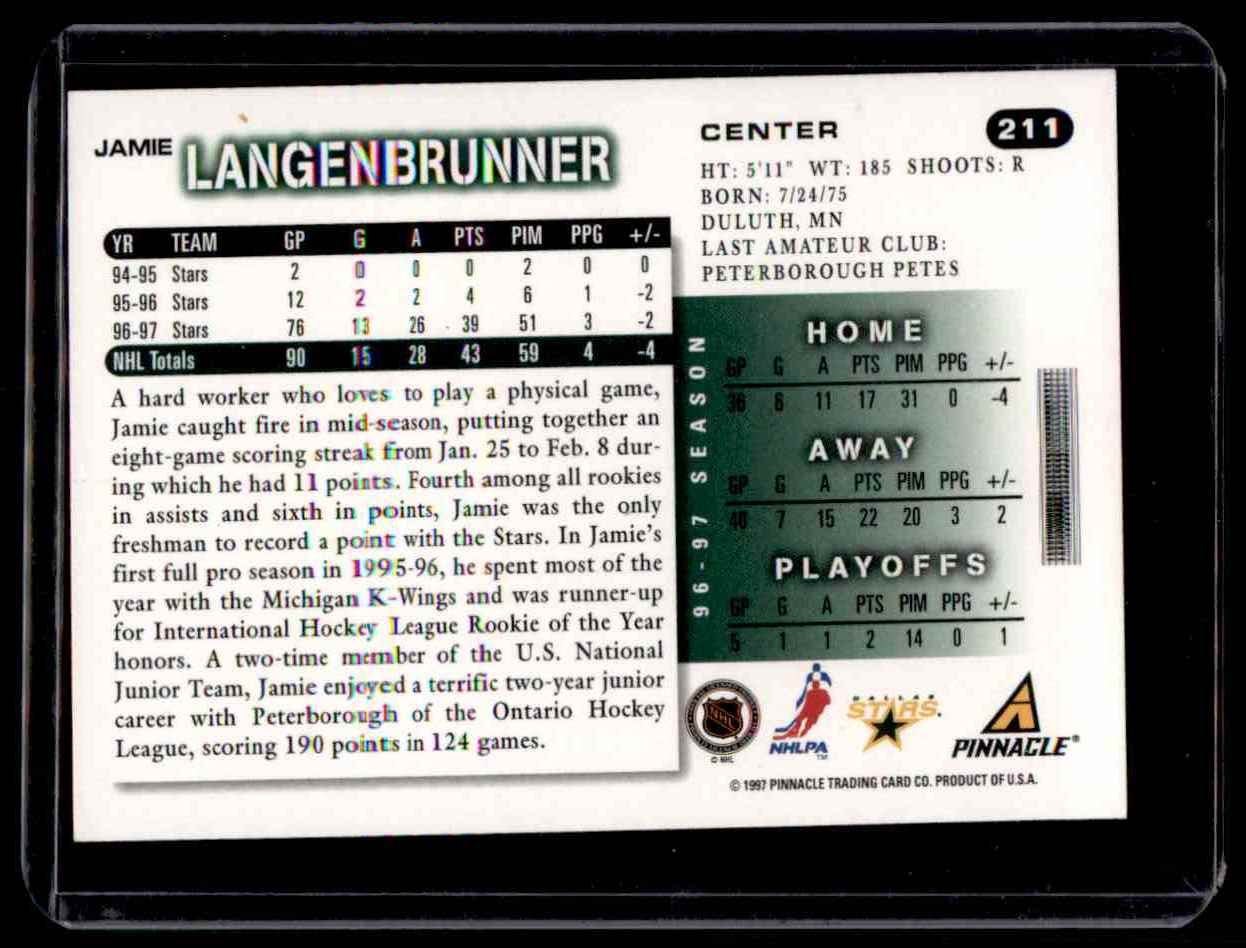 JAMIE LANGENBRUNNER
YR TEAM GP G A PTS PIM PPG +/-
94-95 Stars 2 0 0 0 2 0 0
95-96 Stars 12 2 2 4 6 1 -2
96-97 Stars 76 13 26 39 51 3 -2
NHL Totals 90 15 28 43 59 4 -4
A hard worker who loves to play a physical game,
Jamie caught fire in mid-season, putting together an
eight-game scoring streak from Jan. 25 to Feb. 8 dur-
ing which he had 11 points. Fourth among all rookies
in assists and sixth in points, Jamie was the only
freshman to record a point with the Stars. In Jamie's
first full pro season in 1995-96, he spent most of the
year with the Michigan K-Wings and was runner-up
for International Hockey League Rookie of the Year
honors. A two-time member of the U.S. National
Junior Team, Jamie enjoyed a terrific two-year junior
career with Peterborough of the Ontario Hockey
League, scoring 190 points in 124 games.
CENTER 211
HT: 5'11" WT: 185 SHOOTS: R
BORN: 7/24/75
DULUTH, MN
LAST AMATEUR CLUB:
PETERBOROUGH PETES
96-97 SEASON
HOME
GP G A PTS PIM PPG +/-
36 6 11 17 31 0 -4
AWAY
GP G A PTS PIM PPG +/-
40 7 15 22 20 3 2
PLAYOFFS
GP G A PTS PIM PPG +/-
5 1 1 2 14 0 1
NHL
© NHL
NHLPA
TM
DALLAS
STARS.
PINNACLE®
© 1997 PINNACLE TRADING CARD CO. PRODUCT OF U.S.A.